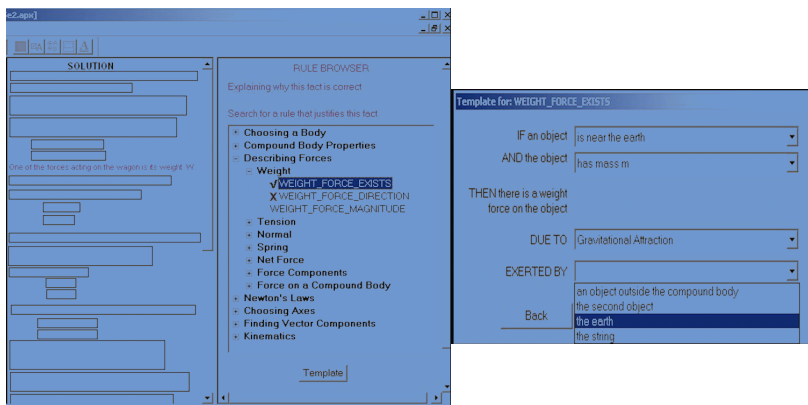 e2.apx]
SOLUTION
One of the forces acting on the wagon is its weight W.
RULE BROWSER
Explaining why this fact is correct
Search for a rule that justifies this fact
Choosing a Body
Compound Body Properties
Describing Forces
Weight
WEIGHT_FORCE_EXISTS
WEIGHT_FORCE_DIRECTION
WEIGHT_FORCE_MAGNITUDE
Tension
Normal
Spring
Net Force
Force Components
Force on a Compound Body
Newton's Laws
Choosing Axes
Finding Vector Components
Kinematics
Template
Template for: WEIGHT_FORCE_EXISTS
IF an object is near the earth
AND the object has mass m
THEN there is a weight
force on the object
DUE TO Gravitational Attraction
EXERTED BY
an object outside the compound body
the second object
the earth
the string
Back